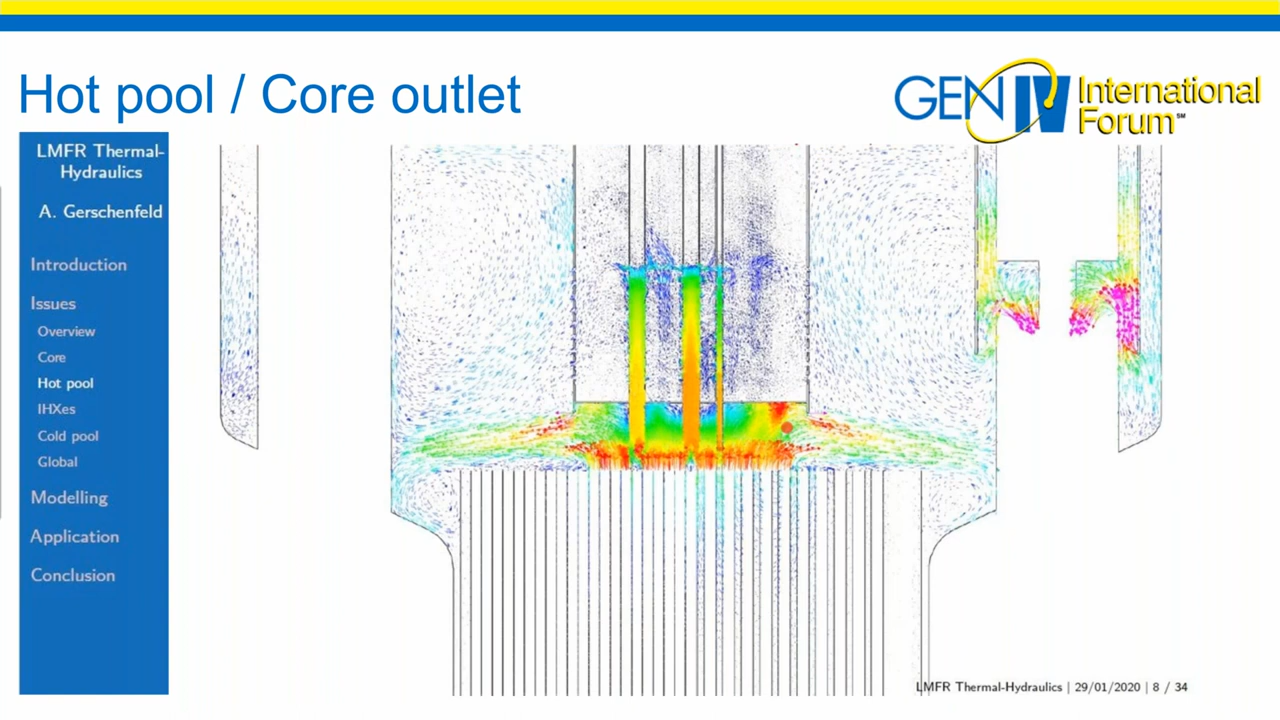 Hot pool / Core outlet
GEN IV International
Forum℠
LMFR Thermal-
Hydraulics
A. Gerschenfeld
Introduction
Issues
Overview
Core
Hot pool
IHXes
Cold pool
Global
Modelling
Application
Conclusion
LMFR Thermal-Hydraulics | 29/01/2020 | 8 / 34